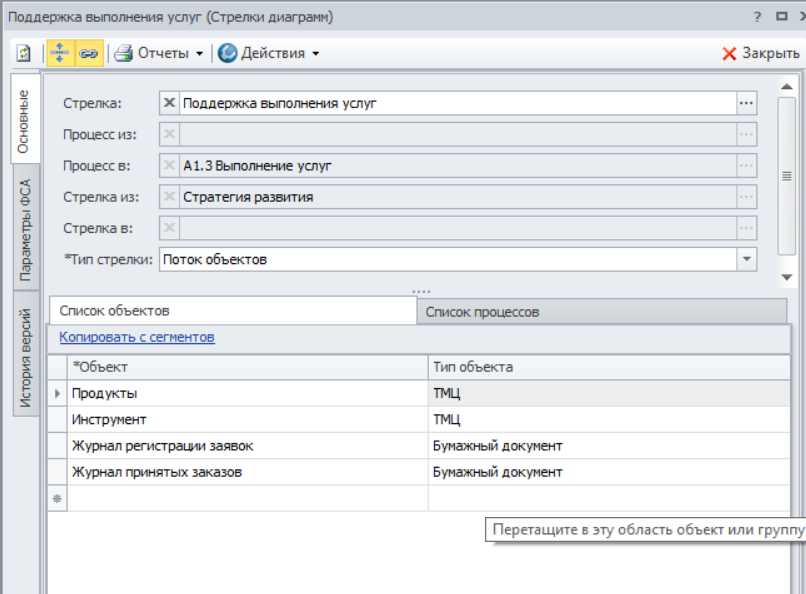 Поддержка выполнения услуг (Стрелки диаграмм)
Отчеты Действия Закрыть
Основные
Параметры ФСА
История версий
Стрелка: Поддержка выполнения услуг
Процесс из:
Процесс в: А1.3 Выполнение услуг
Стрелка из: Стратегия развития
Стрелка в:
*Тип стрелки: Поток объектов
Список объектов Список процессов
Копировать с сегментов
*Объект Тип объекта
Продукты ТМЦ
Инструмент ТМЦ
Журнал регистрации заявок Бумажный документ
Журнал принятых заказов Бумажный документ
Перетащите в эту область объект или группу